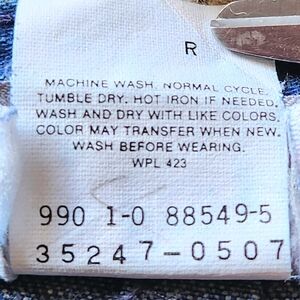 R
MACHINE WASH, NORMAL CYCLE.
TUMBLE DRY. HOT IRON IF NEEDED.
WASH AND DRY WITH LIKE COLORS.
COLOR MAY TRANSFER WHEN NEW.
WASH BEFORE WEARING.
WPL 423
990 1-0 88549-5
35247-0507